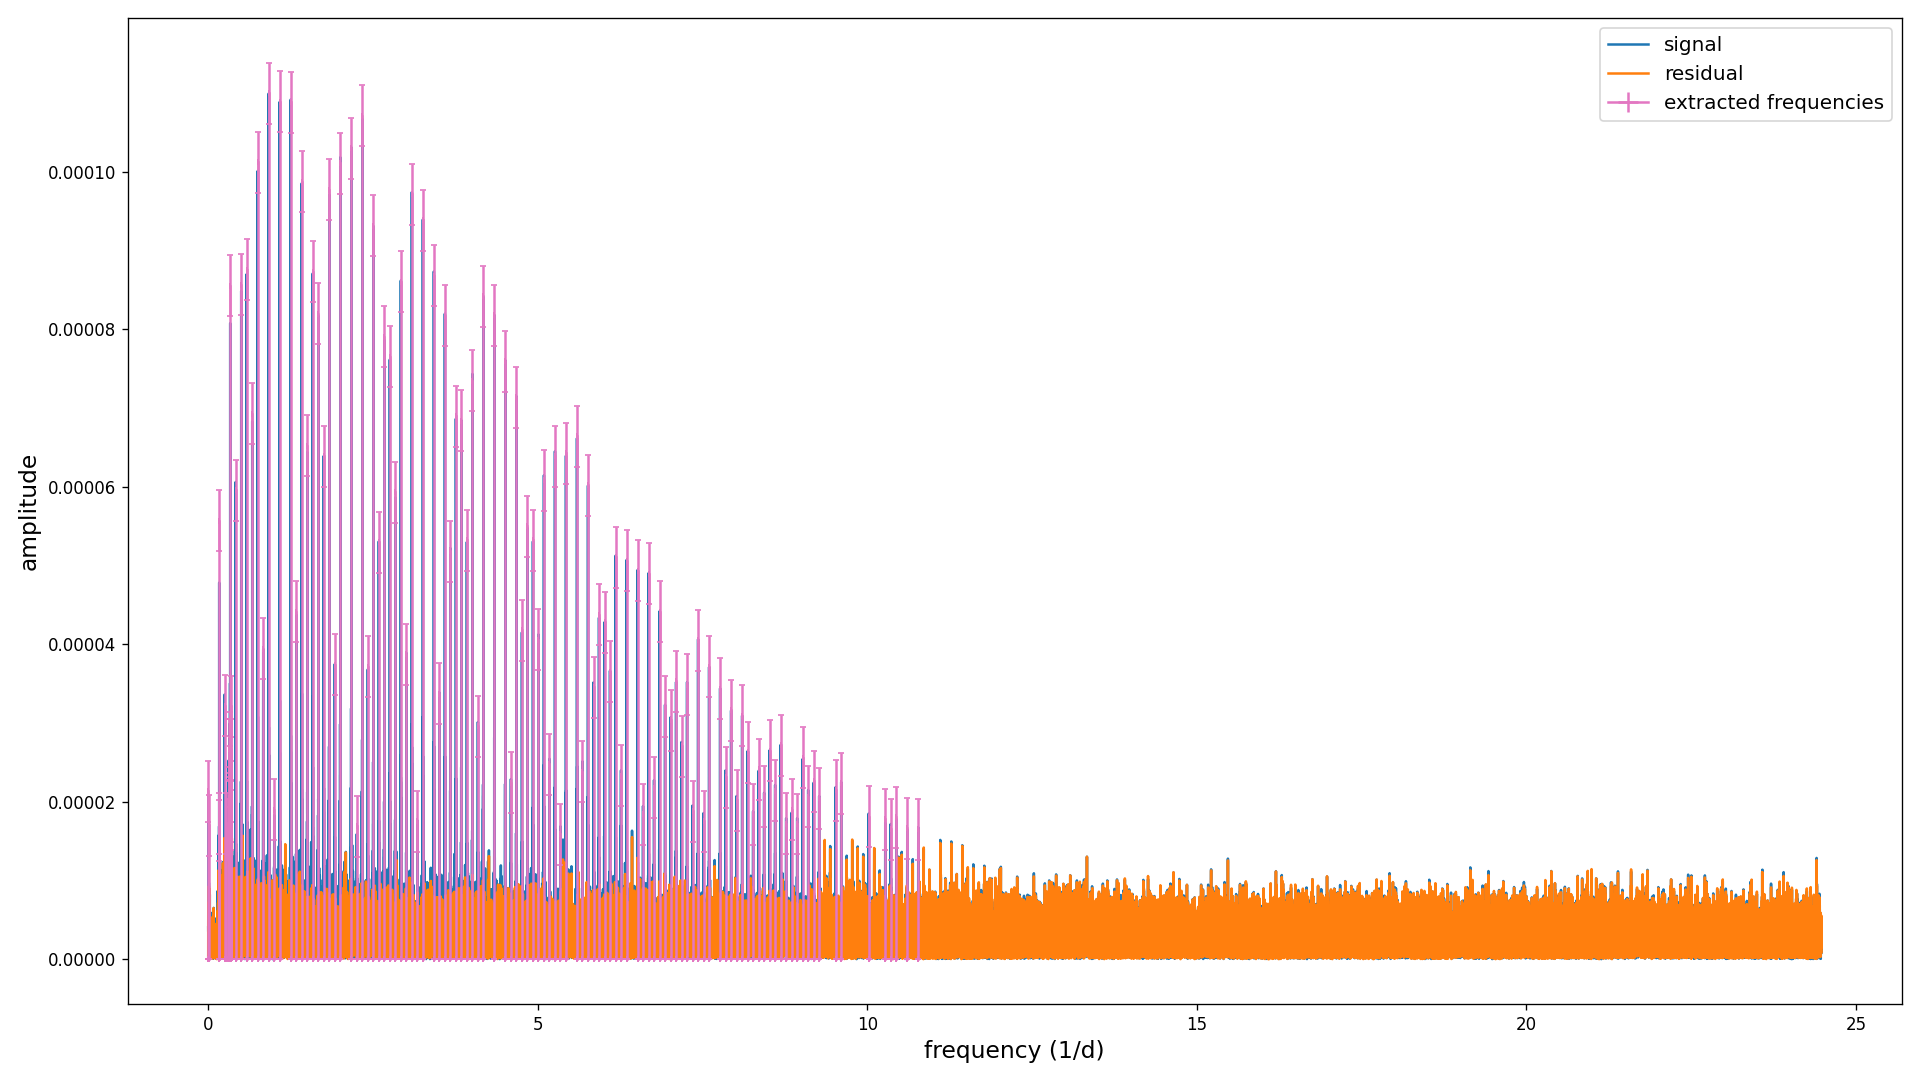 signal
residual
extracted frequencies
0.00010
0.00008
0.00006
0.00004
0.00002
0.00000
amplitude
0
5
10
15
20
25
frequency (1/d)